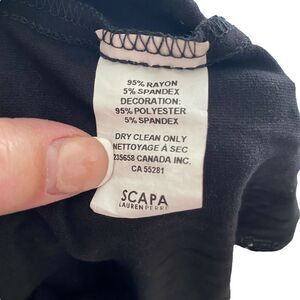 95% RAYON
5% SPANDEX
DECORATION:
95% POLYESTER
5% SPANDEX
DRY CLEAN ONLY
NETTOYAGE À SEC
235658 CANADA INC.
CA 55281
SCAPA
LAUREN PERRE